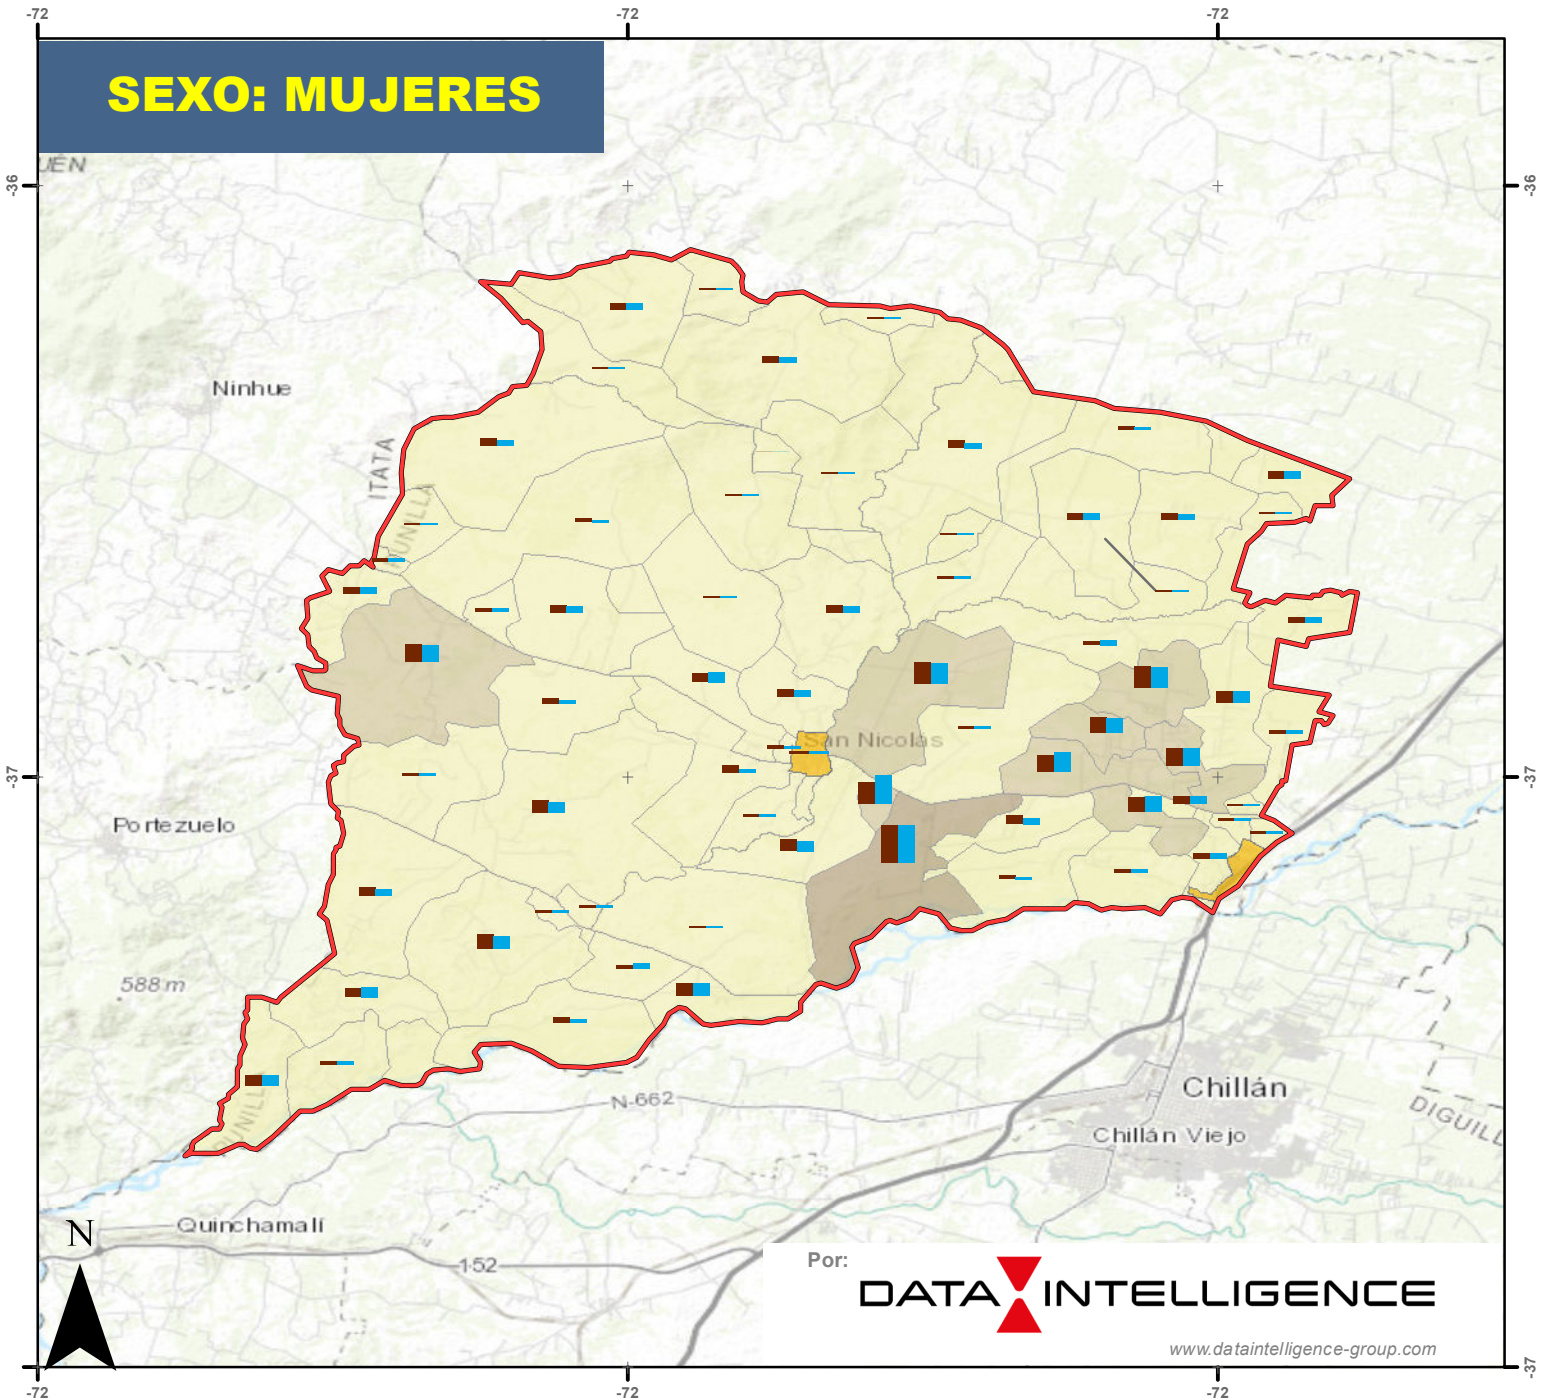 -72
-72
-72
SEXO: MUJERES
UÉN
-36
-36
Ninhue
ITATA
San Nicolás
-37
-37
Portezuelo
588 m
N-662
Chillán
Chillán Viejo
DIGUILL
Quinchamalí
152
N
Por:
DATA INTELLIGENCE
www.dataintelligence-group.com
-37
-72
-72
-72